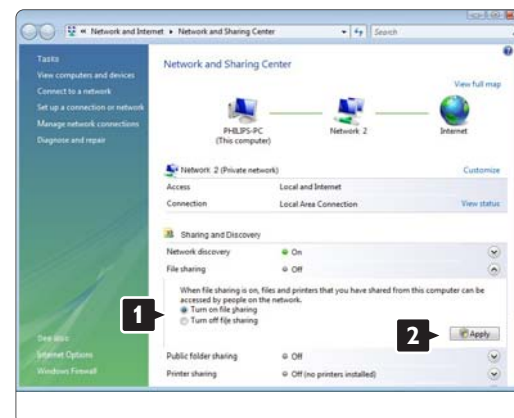 « Network and Internet ▸ Network and Sharing Center
Search
Tasks
View computers and devices
Connect to a network
Set up a connection or network
Manage network connections
Diagnose and repair
See also
Internet Options
Windows Firewall
Network and Sharing Center
View full map
PHILIPS-PC
(This computer)
Network 2
Internet
Network 2 (Private network)
Customize
Access Local and Internet
Connection Local Area Connection View status
Sharing and Discovery
Network discovery On
File sharing Off
When file sharing is on, files and printers that you have shared from this computer can be
accessed by people on the network.
1
Turn on file sharing
Turn off file sharing
2
Apply
Public folder sharing Off
Printer sharing Off (no printers installed)